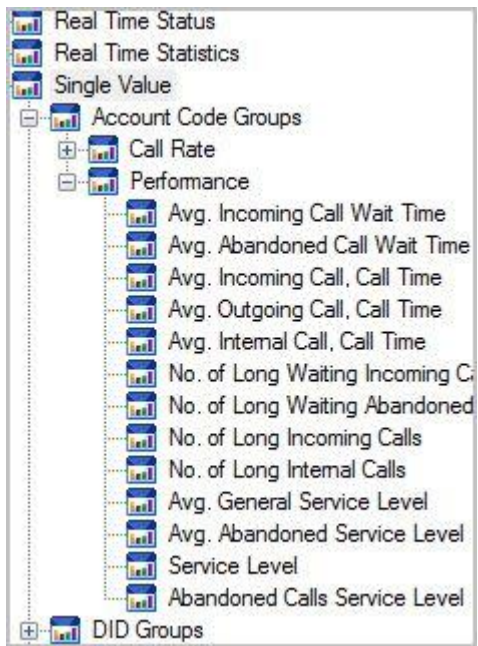 Real Time Status
Real Time Statistics
Single Value
Account Code Groups
Call Rate
Performance
Avg. Incoming Call Wait Time
Avg. Abandoned Call Wait Time
Avg. Incoming Call, Call Time
Avg. Outgoing Call, Call Time
Avg. Internal Call, Call Time
No. of Long Waiting Incoming
No. of Long Waiting Abandoned
No. of Long Incoming Calls
No. of Long Internal Calls
Avg. General Service Level
Avg. Abandoned Service Level
Service Level
Abandoned Calls Service Level
DID Groups